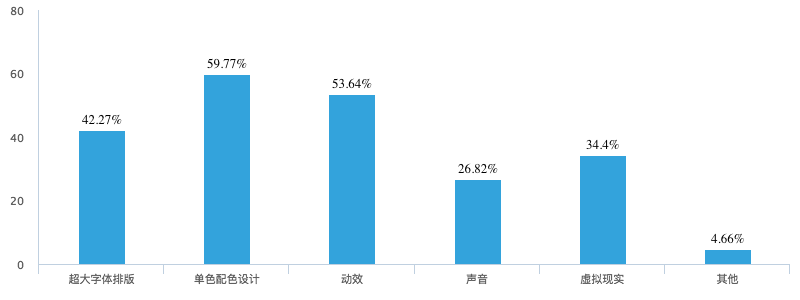 80
60
40
20
0
42.27%
59.77%
53.64%
26.82%
34.4%
4.66%
超大字体排版
单色配色设计
动效
声音
虚拟现实
其他